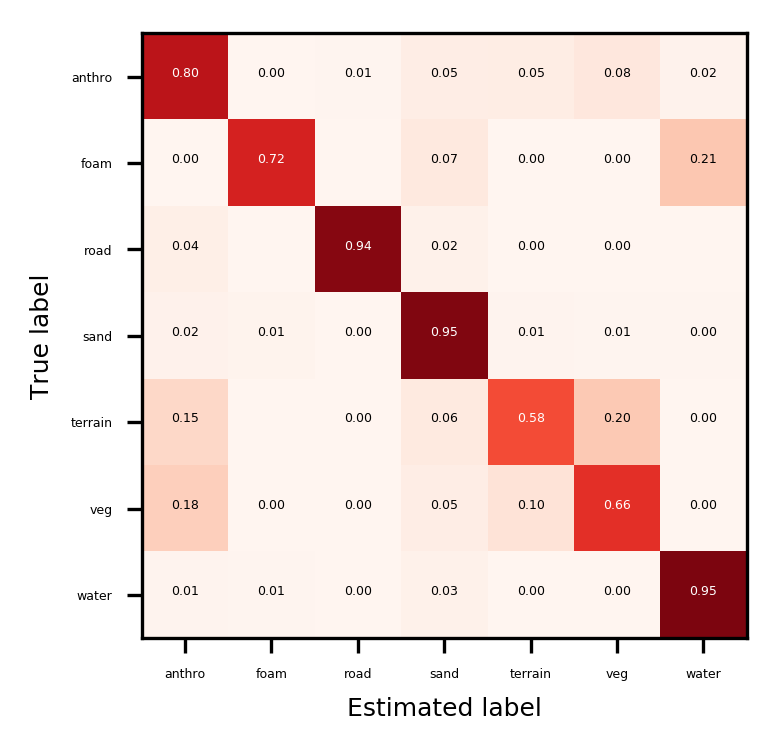 anthro 0.80 0.00 0.01 0.05 0.05 0.08 0.02
foam 0.00 0.72 0.07 0.00 0.00 0.21
road 0.04 0.94 0.02 0.00 0.00
sand 0.02 0.01 0.00 0.95 0.01 0.01 0.00
terrain 0.15 0.00 0.06 0.58 0.20 0.00
veg 0.18 0.00 0.00 0.05 0.10 0.66 0.00
water 0.01 0.01 0.00 0.03 0.00 0.00 0.95
anthro foam road sand terrain veg water
Estimated label
True label